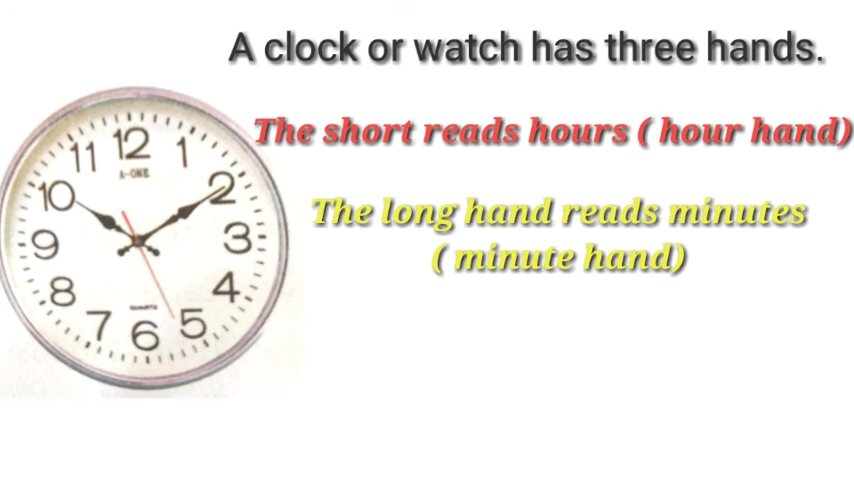 A clock or watch has three hands.
The short reads hours ( hour hand)
The long hand reads minutes
( minute hand)
12
11
1
A-ONE
10
2
9
3
8
4
QUARTZ
7
5
6